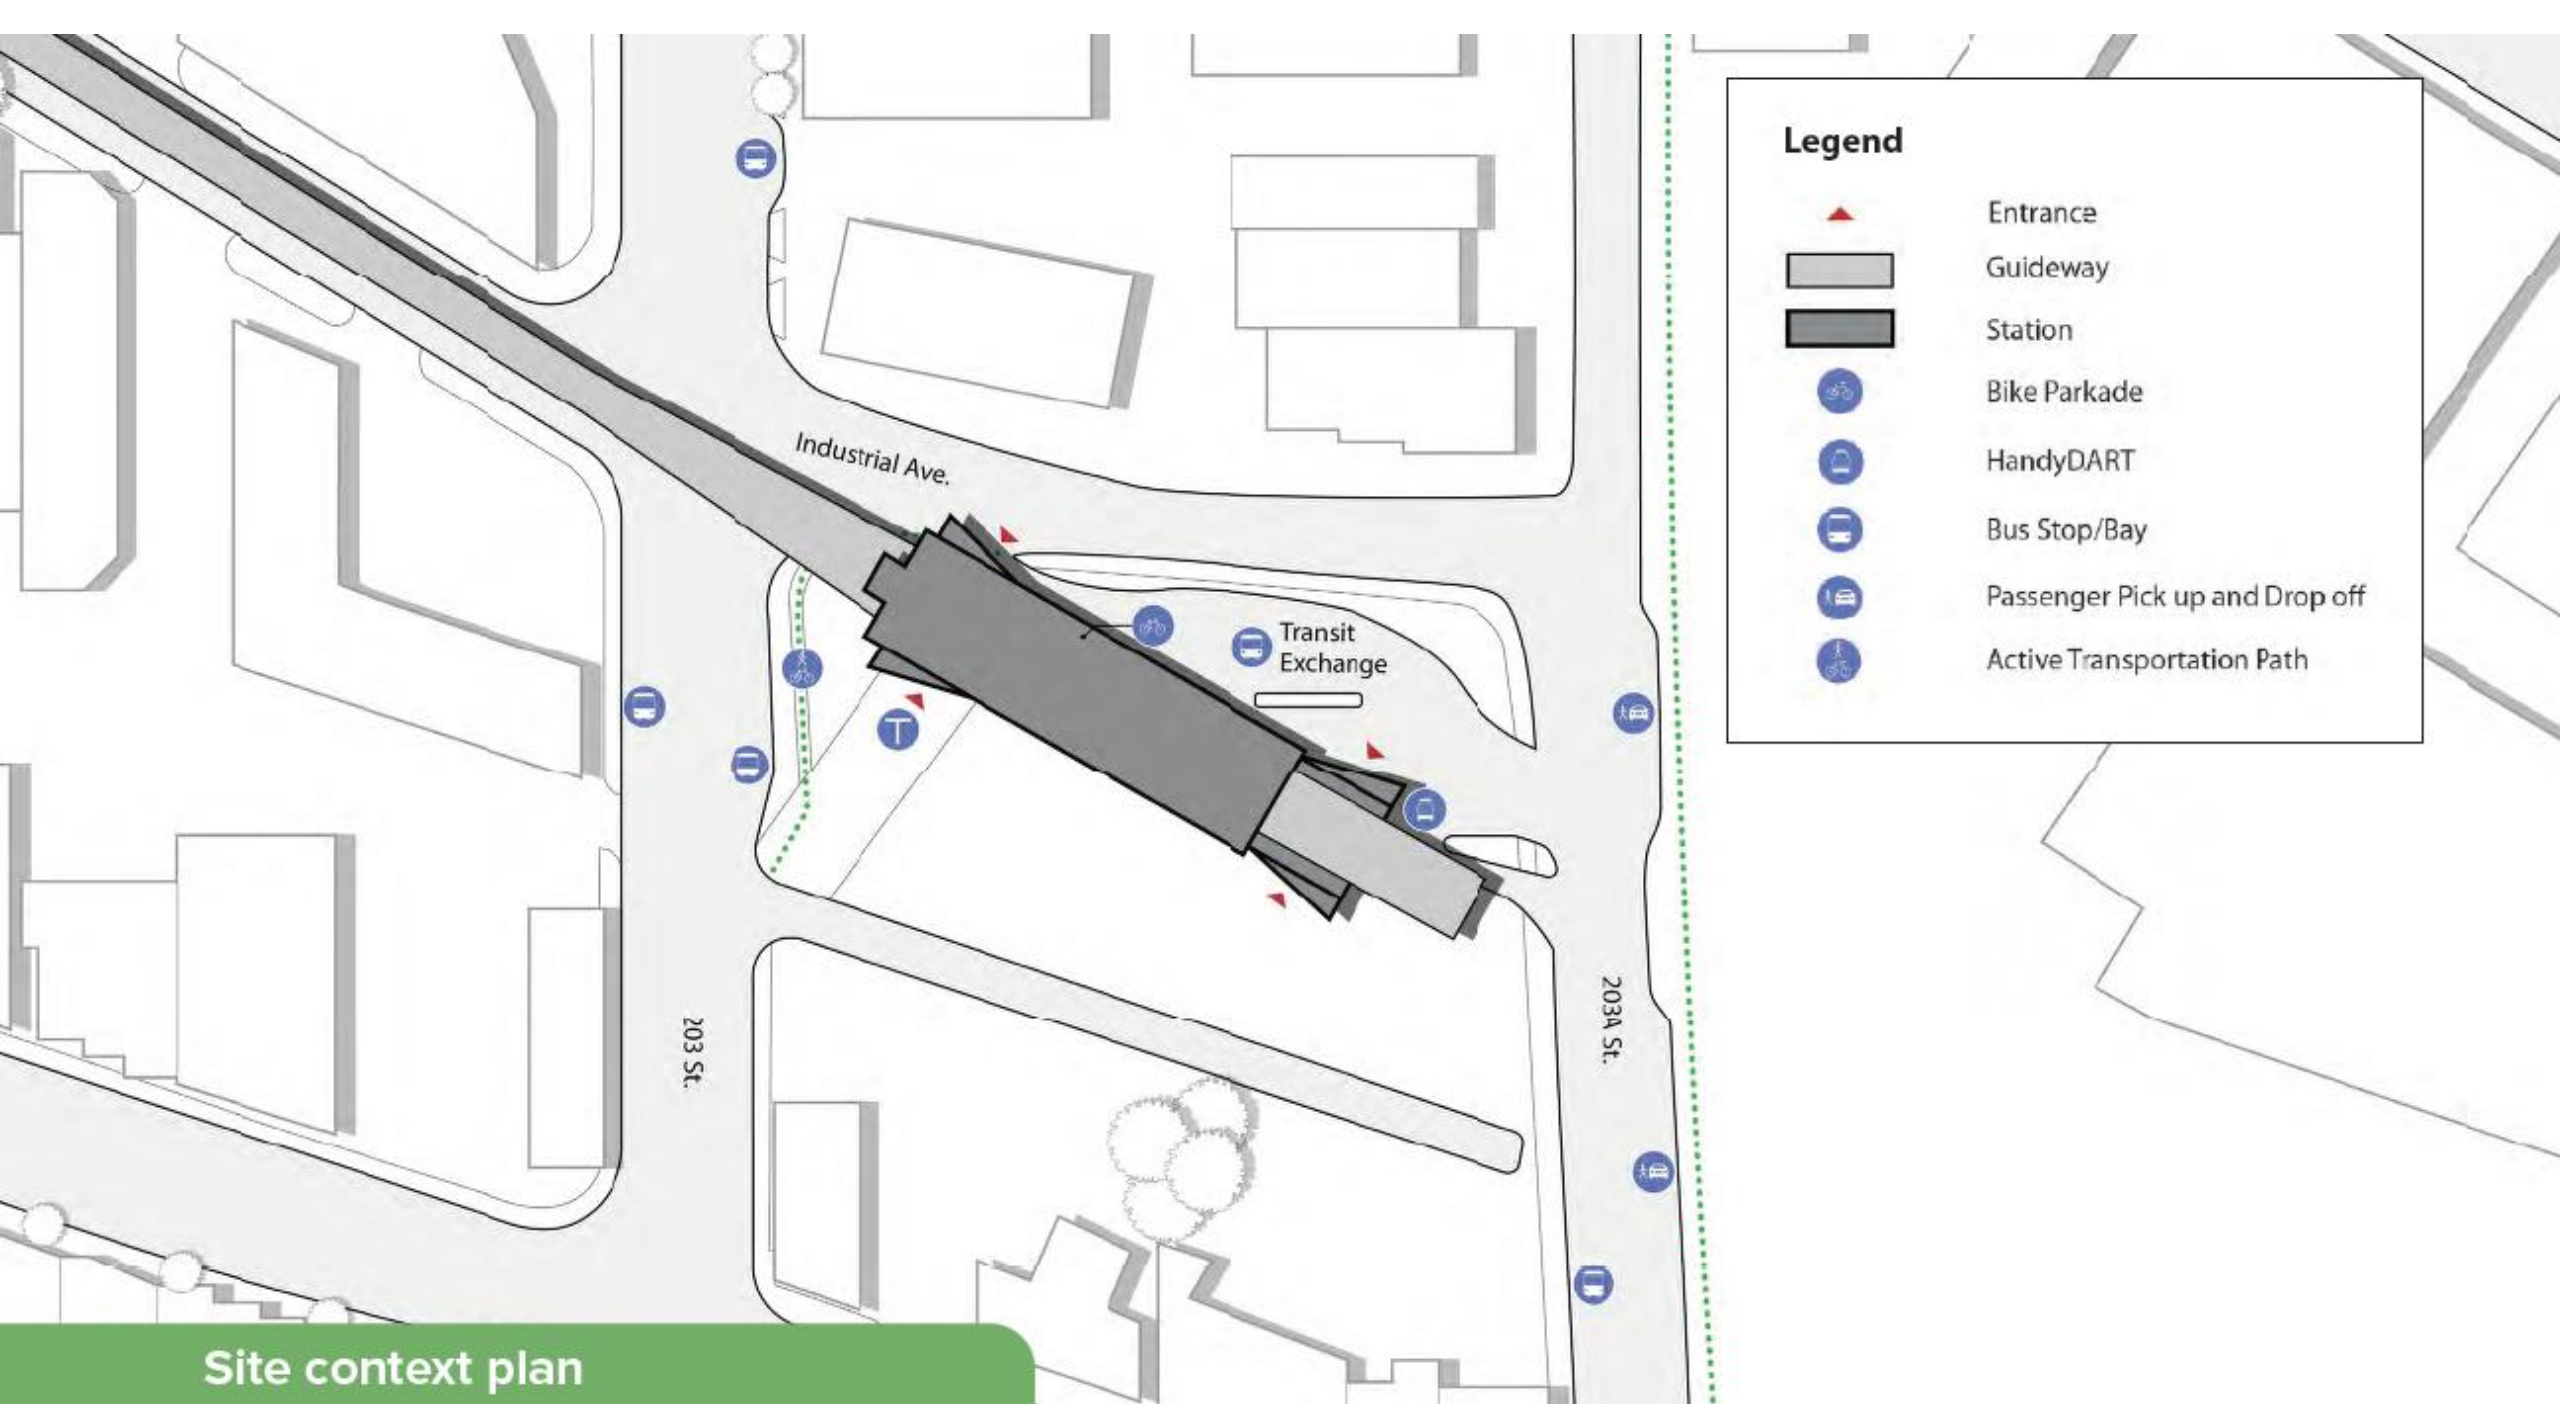 Legend
Entrance
Guideway
Station
Bike Parkade
HandyDART
Bus Stop/Bay
Passenger Pick up and Drop off
Active Transportation Path
Industrial Ave.
Transit
Exchange
T
203 St.
203A St.
Site context plan